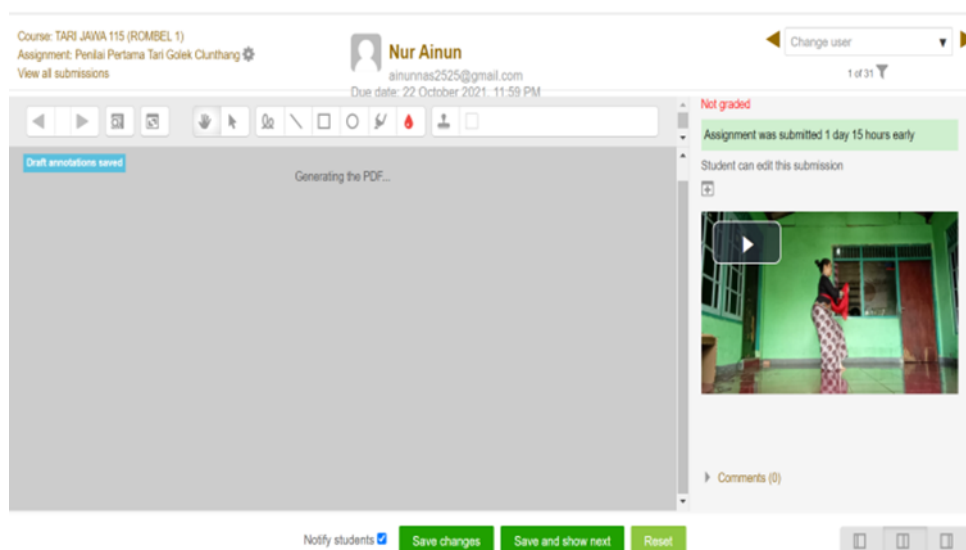 Course: TARI JAWA 115 (ROMBEL 1)
Assignment: Penilai Pertama Tari Golek Clunthang
View all submissions
Nur Ainun
ainunnas2525@gmail.com
Due date: 22 October 2021, 11:59 PM
Change user
1 of 31
Not graded
Assignment was submitted 1 day 15 hours early
Student can edit this submission
Draft annotations saved
Generating the PDF...
Comments (0)
Notify students
Save changes
Save and show next
Reset